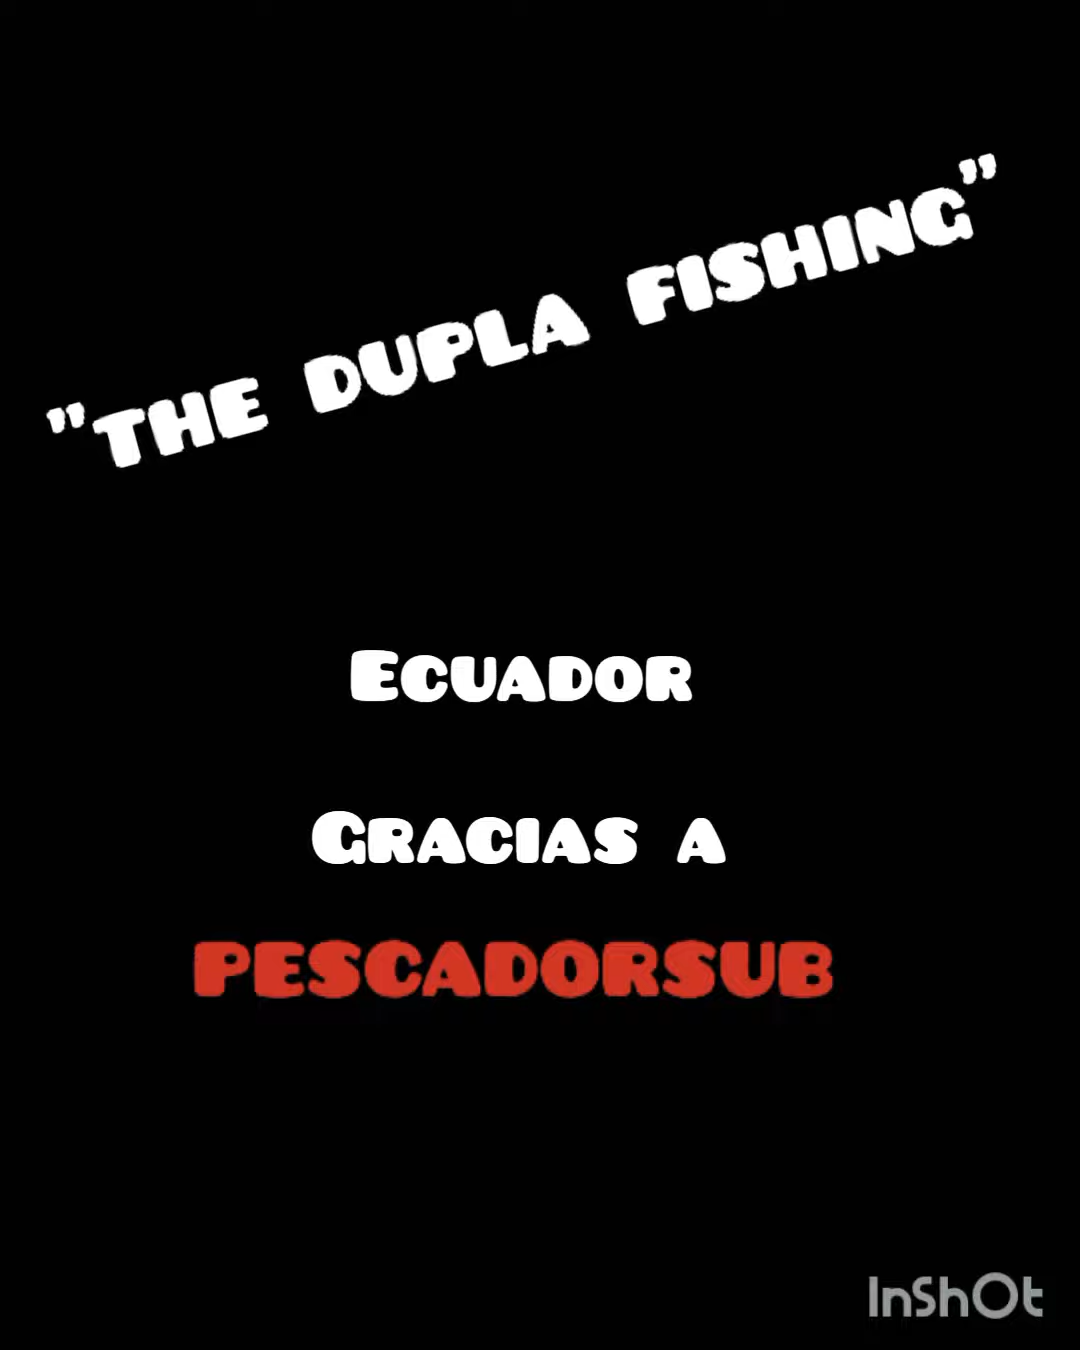 "THE DUPLA FISHING"
ECUADOR
GRACIAS A
PESCADORSUB
InShOt